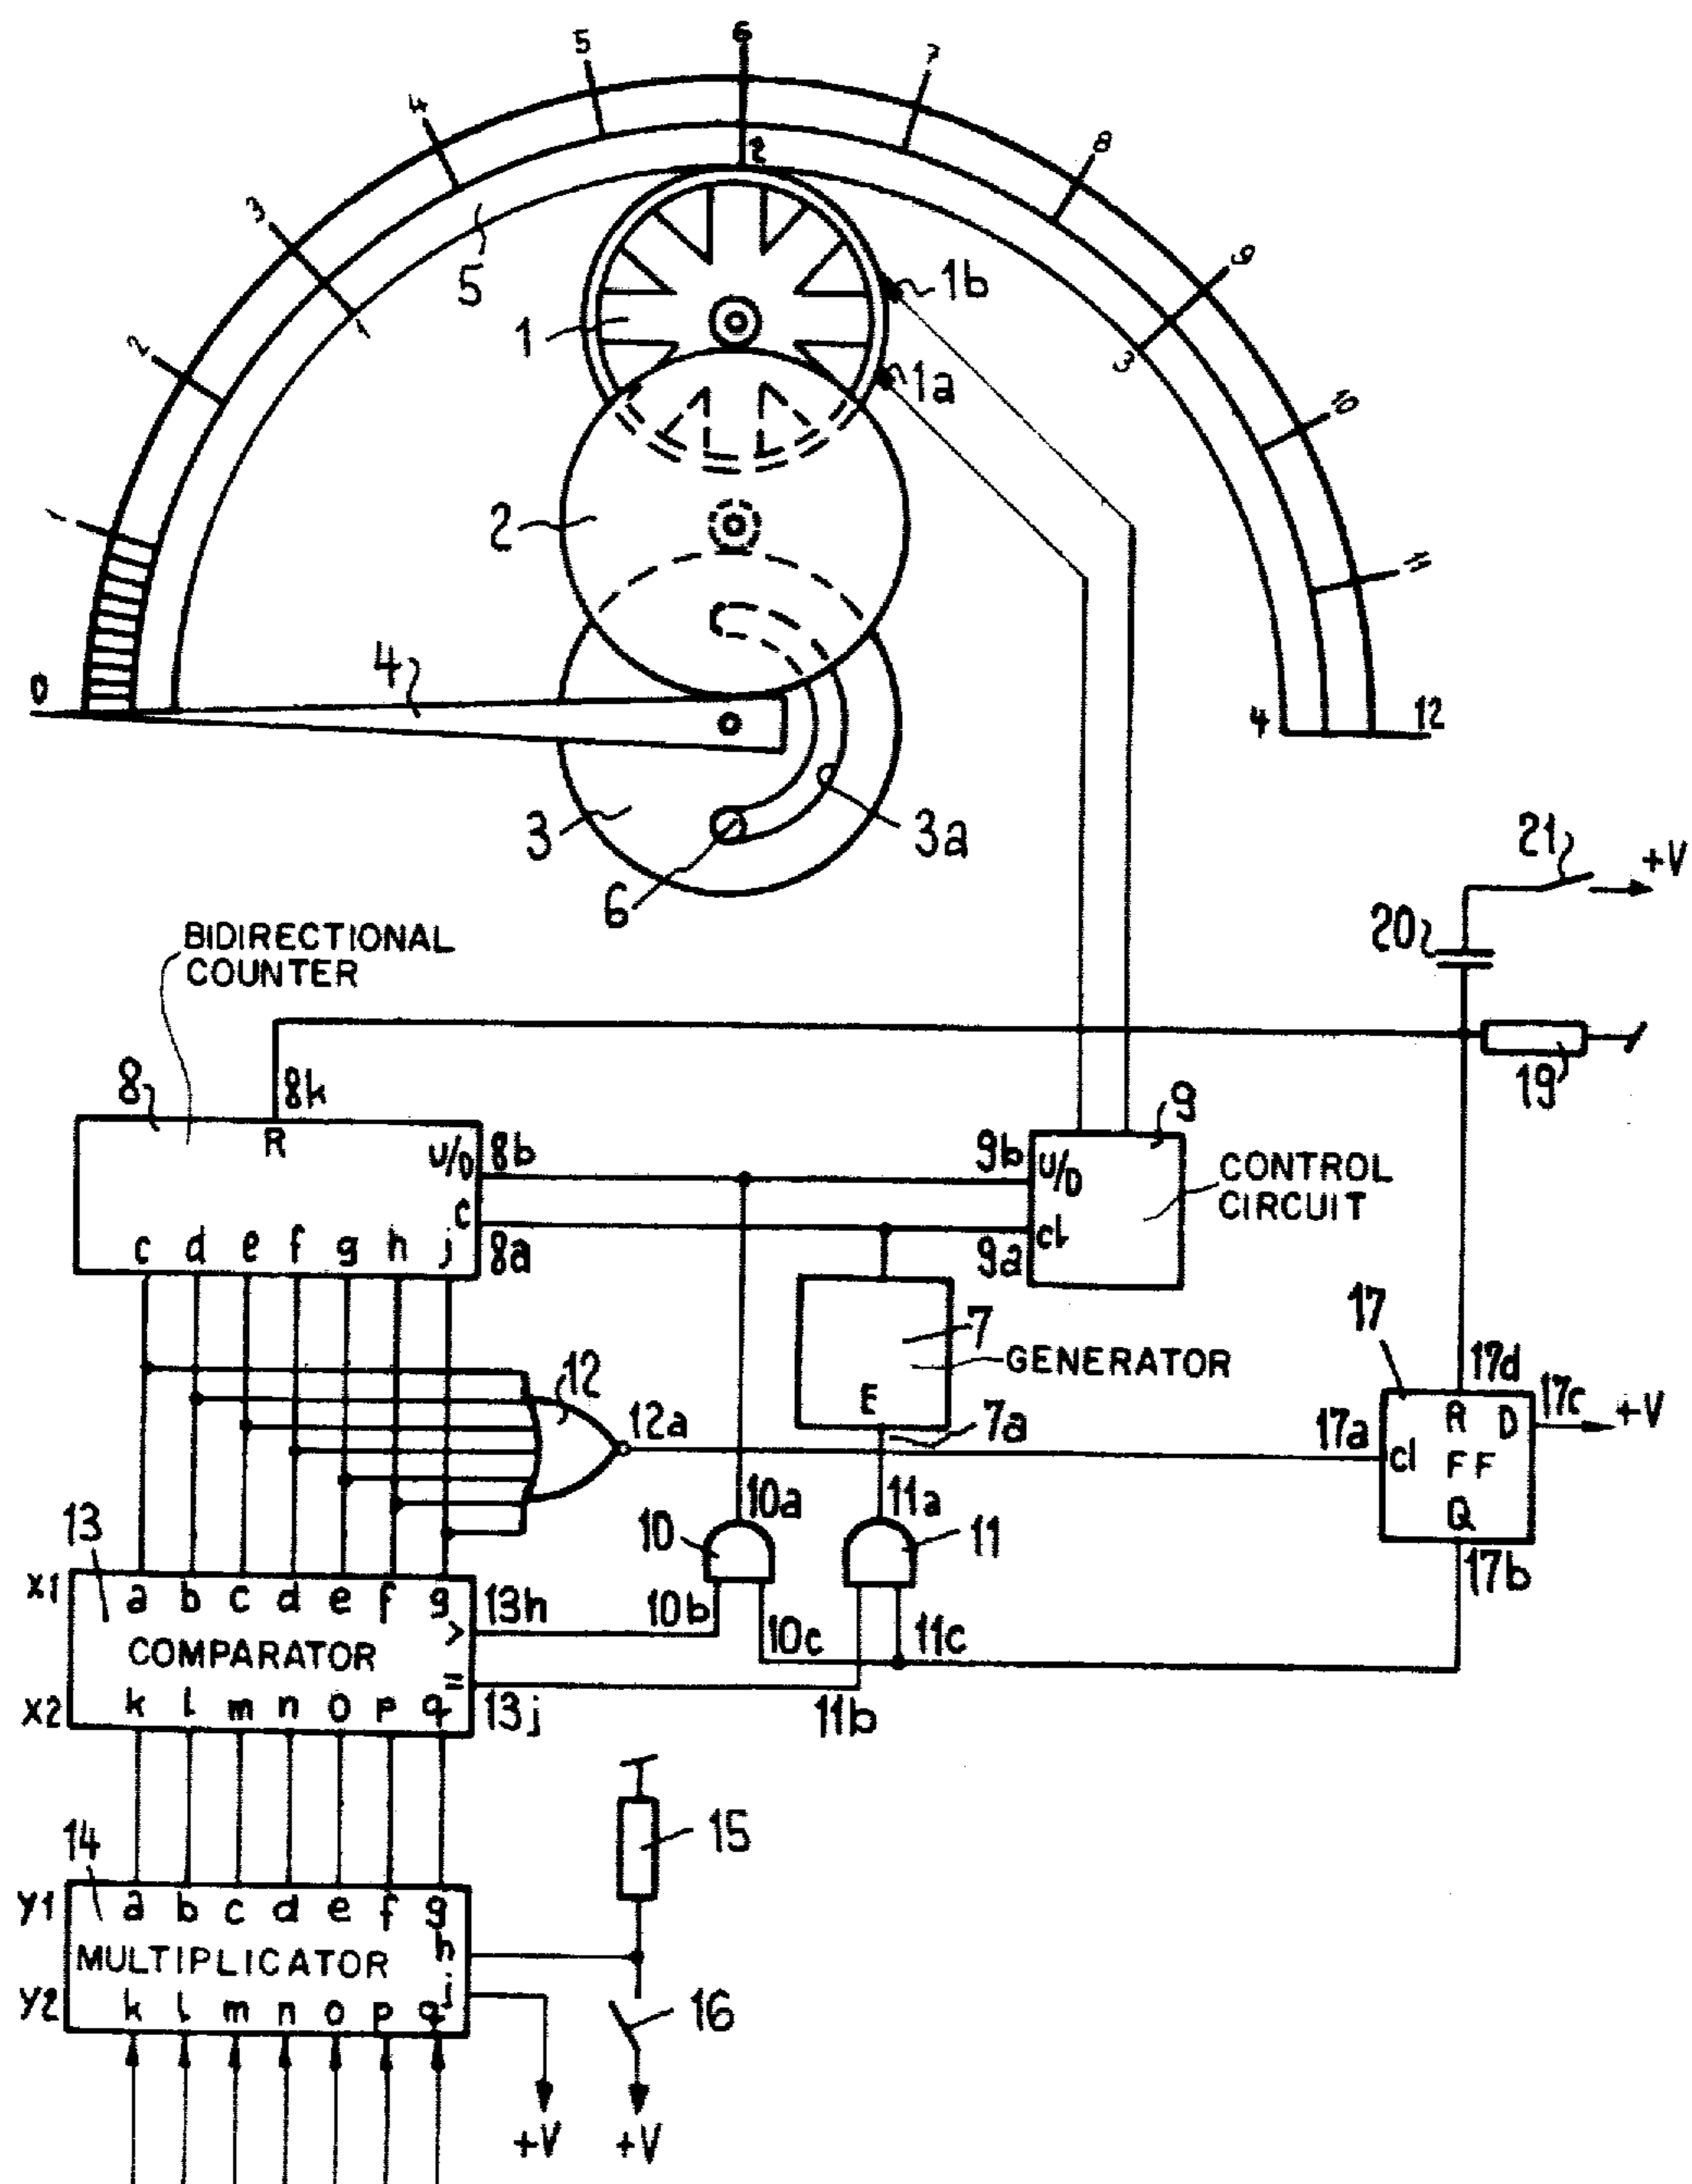 6
5
7
4
8
3
9
2
10
11
2
1
3
5
1b
1
1a
2
4
0
4
12
3
3a
6
21
+V
20
BIDIRECTIONAL
COUNTER
19
8
8k
R
U/D
8b
C
8a
c d e f g h j
9
9b
U/D
9a
cl
CONTROL
CIRCUIT
7
GENERATOR
E
7a
12
12a
17
17d
17a
cl
R
D
17c
+V
FF
Q
17b
10a
10
10b
10c
11a
11
11c
11b
13
X1
a b c d e f g
13h
>
COMPARATOR
=
X2
k l m n o p q
13j
15
14
Y1
a b c d e f g
h
MULTIPLICATOR
j
Y2
k l m n o p q
16
+V
+V